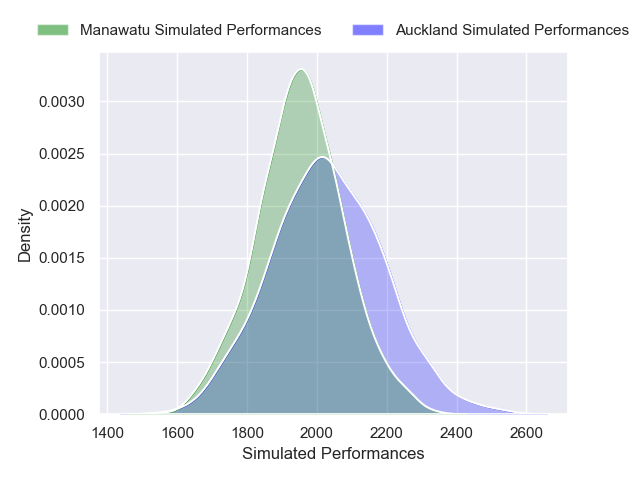 Manawatu Simulated Performances
Auckland Simulated Performances
Density
0.0030
0.0025
0.0020
0.0015
0.0010
0.0005
0.0000
1400 1600 1800 2000 2200 2400 2600
Simulated Performances